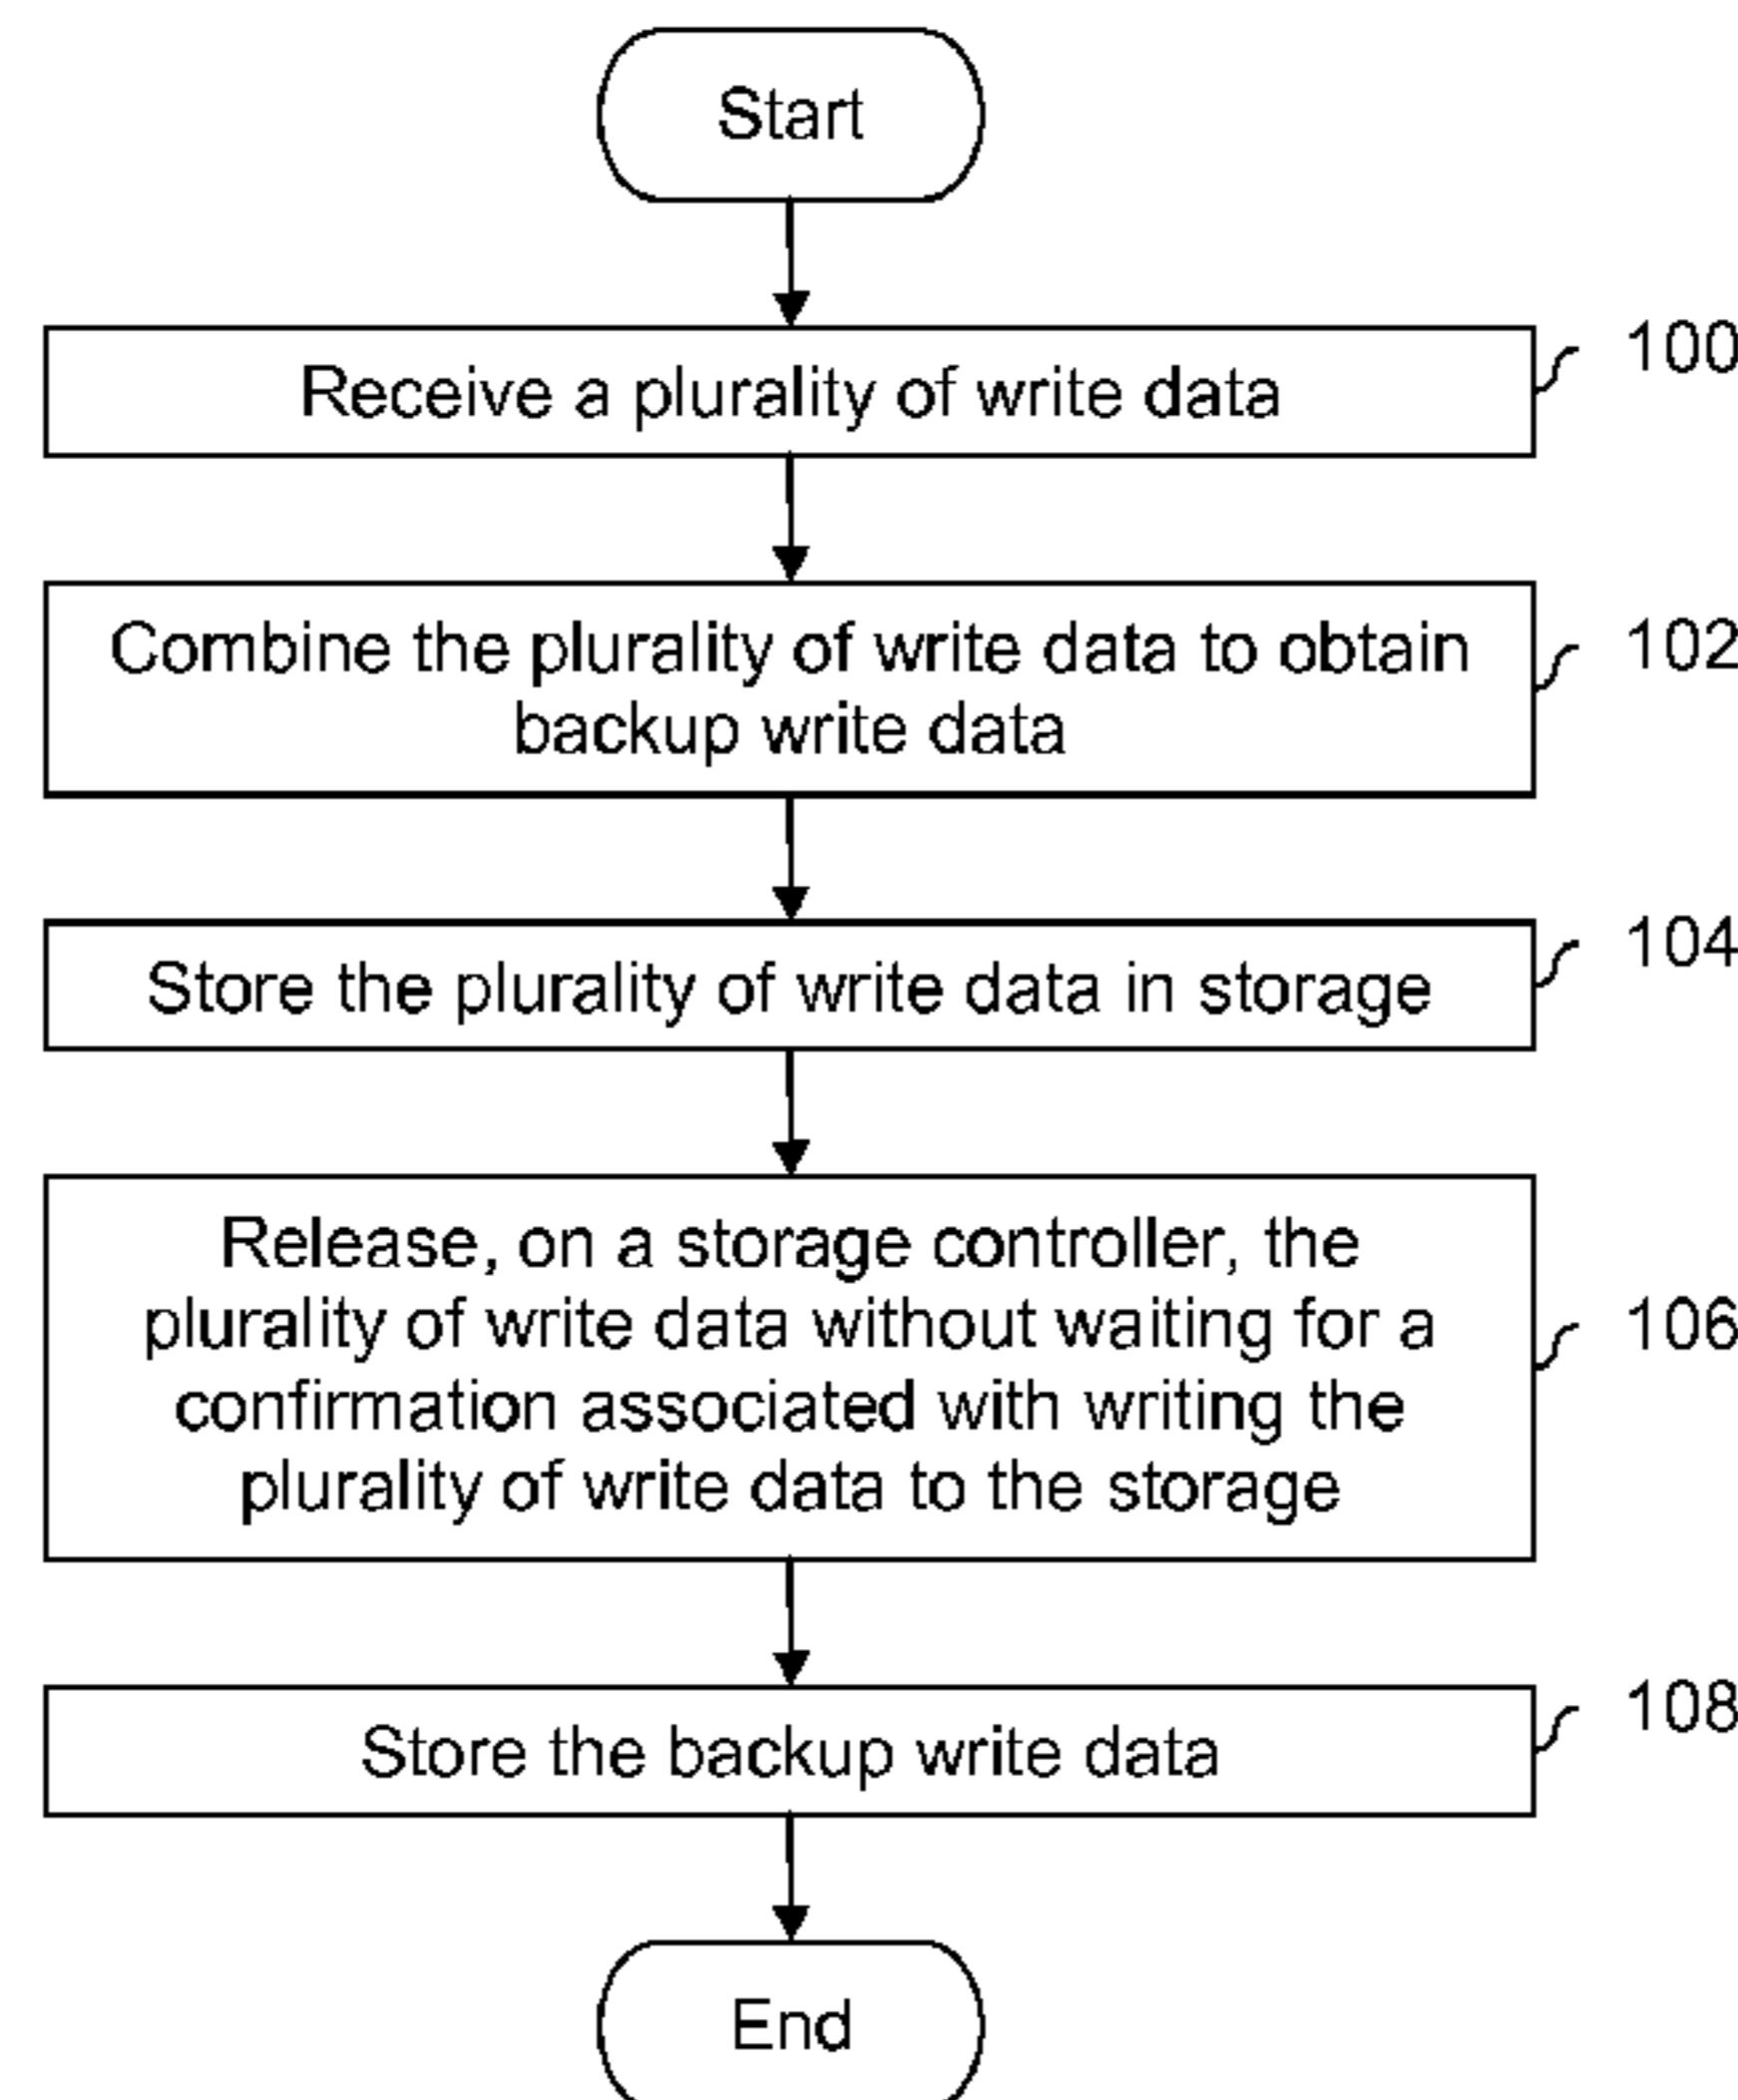 Start
Receive a plurality of write data
100
Combine the plurality of write data to obtain
backup write data
102
Store the plurality of write data in storage
104
Release, on a storage controller, the
plurality of write data without waiting for a
confirmation associated with writing the
plurality of write data to the storage
106
Store the backup write data
108
End